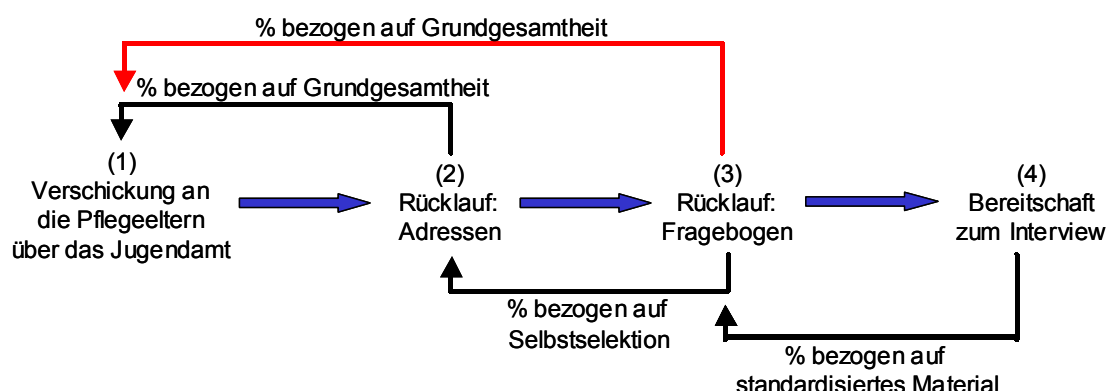 % bezogen auf Grundgesamtheit
% bezogen auf Grundgesamtheit
(1)
Verschickung an
die Pflegeeltern
über das Jugendamt
(2)
Rücklauf:
Adressen
(3)
Rücklauf:
Fragebogen
(4)
Bereitschaft
zum Interview
% bezogen auf
Selbstselektion
% bezogen auf
standardisiertes Material